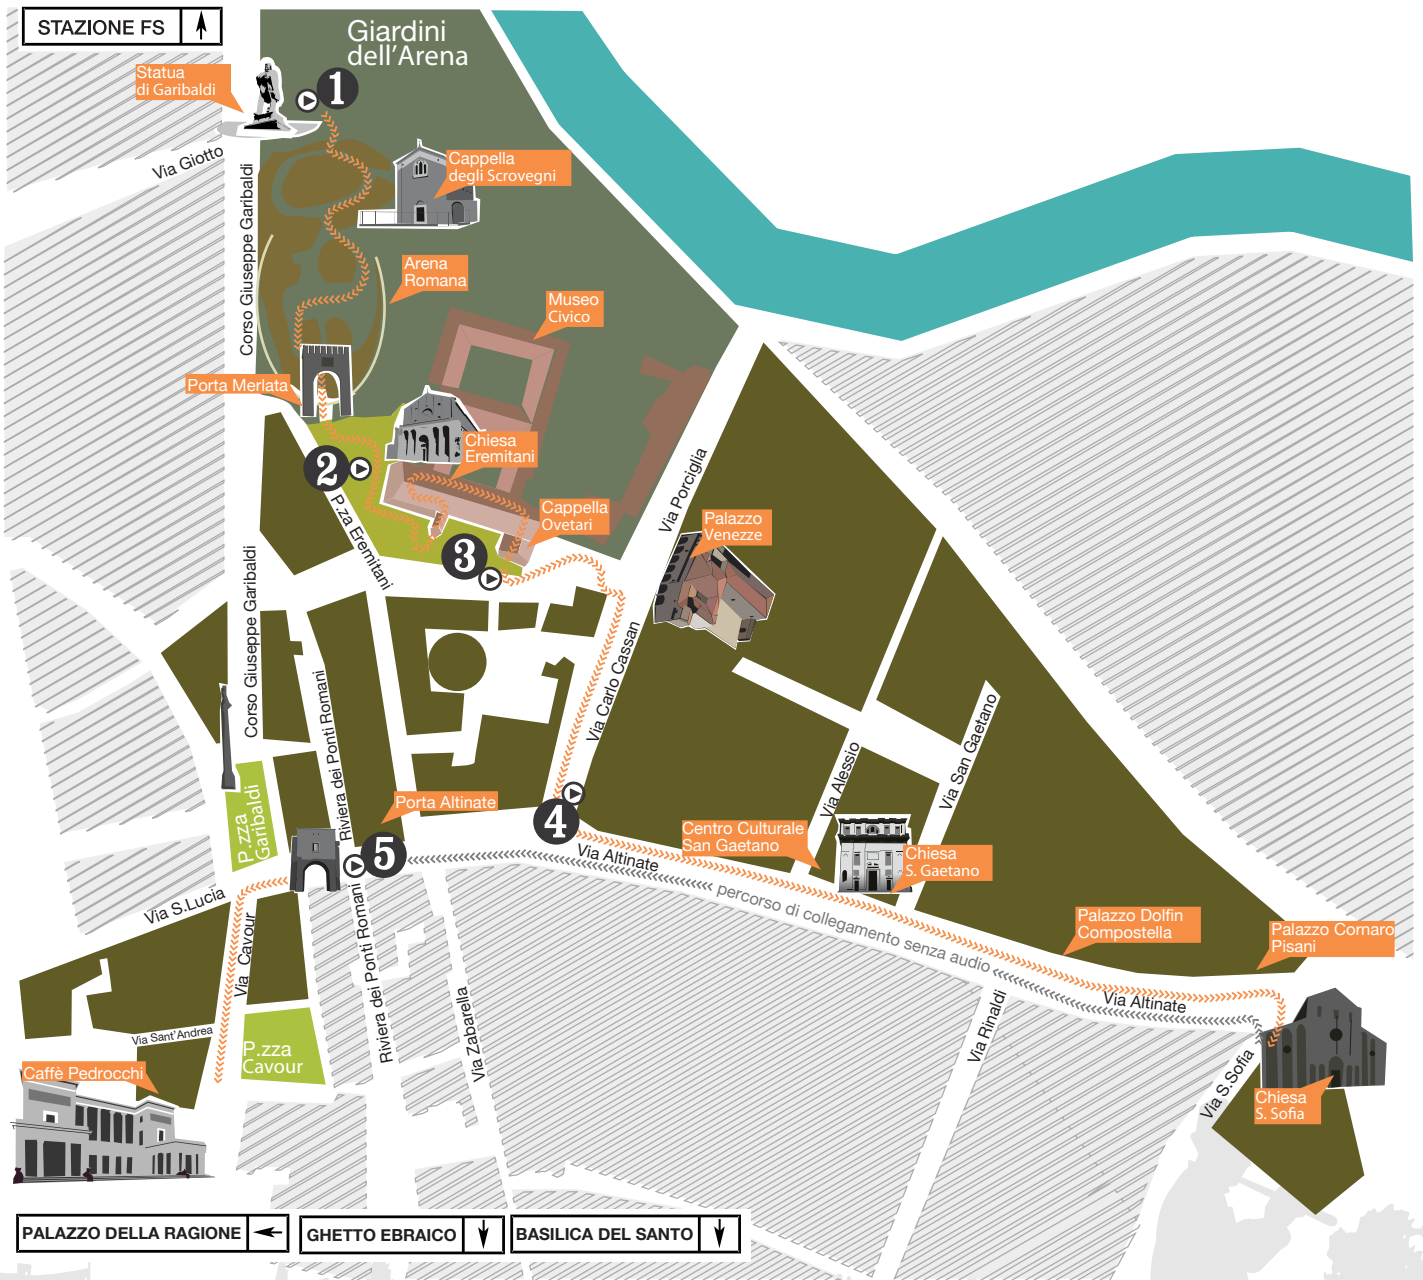 STAZIONE FS
Giardini
dell'Arena
Statua
di Garibaldi
1
Via Giotto
Cappella
degli Scrovegni
Corso Giuseppe Garibaldi
Arena
Romana
Museo
Civico
Porta Merlata
Chiesa
Eremitani
2
P.za Eremitani
Cappella
Ovetari
3
Via Porciglia
Palazzo
Venezze
Corso Giuseppe Garibaldi
Riviera dei Ponti Romani
Via Carlo Cassan
Via Alessio
Via San Gaetano
P.zza
Garibaldi
Porta Altinate
4
5
Via Altinate
Centro Culturale
San Gaetano
Chiesa
S. Gaetano
percorso di collegamento senza audio
Via S.Lucia
Via Cavour
Riviera dei Ponti Romani
Palazzo Dolfin
Compostella
Palazzo Cornaro
Pisani
Via Altinate
Via Zabarella
Via Rinaldi
Via Sant'Andrea
P.zza
Cavour
Caffè Pedrocchi
Via S.Sofia
Chiesa
S. Sofia
PALAZZO DELLA RAGIONE
GHETTO EBRAICO
BASILICA DEL SANTO